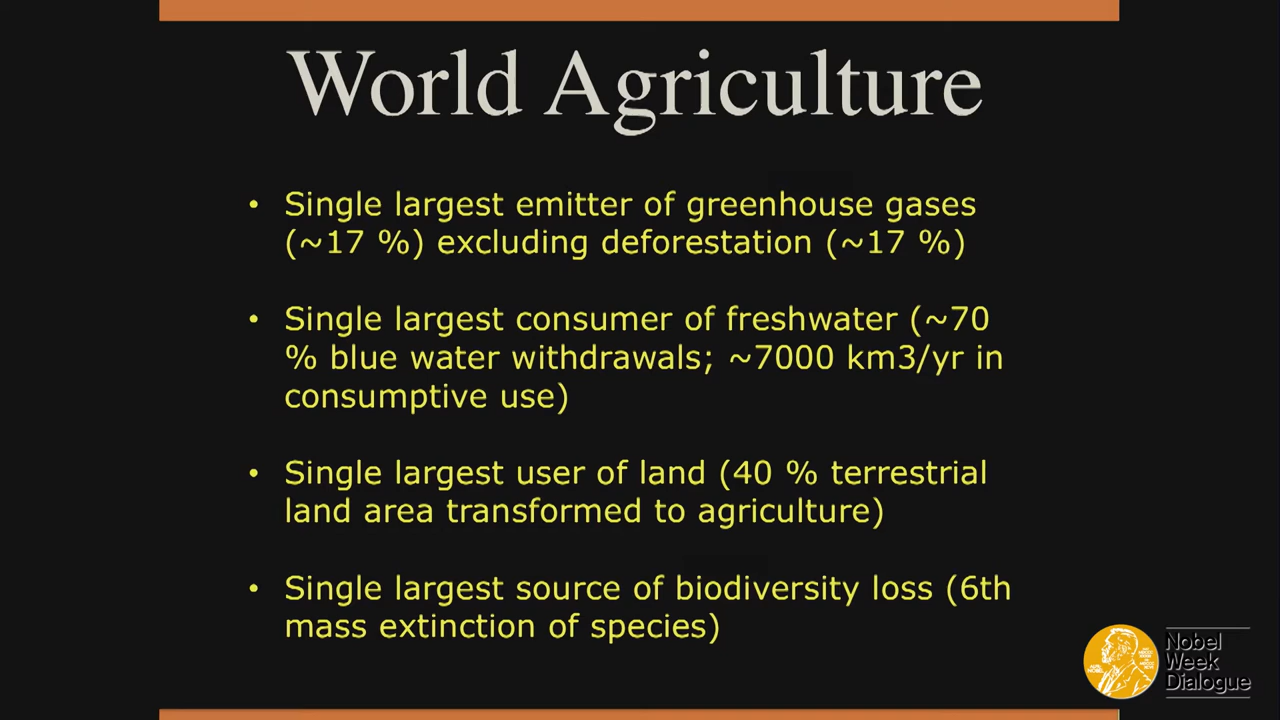 World Agriculture
• Single largest emitter of greenhouse gases
(~17 %) excluding deforestation (~17 %)
• Single largest consumer of freshwater (~70
% blue water withdrawals; ~7000 km3/yr in
consumptive use)
• Single largest user of land (40 % terrestrial
land area transformed to agriculture)
• Single largest source of biodiversity loss (6th
mass extinction of species)
Nobel
Week
Dialogue